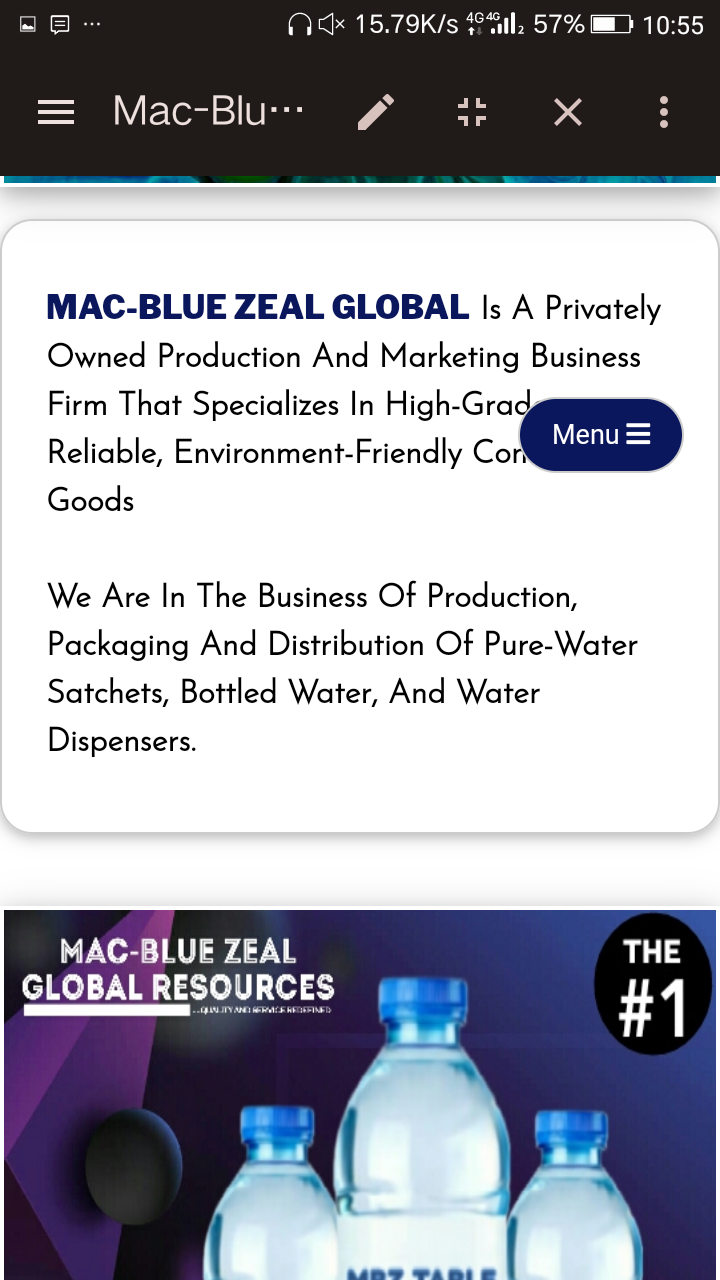 15.79K/s 4G 4G 2 57% 10:55
Mac-Blu...
MAC-BLUE ZEAL GLOBAL Is A Privately
Owned Production And Marketing Business
Firm That Specializes In High-Grad
Menu
Reliable, Environment-Friendly Con
Goods
We Are In The Business Of Production,
Packaging And Distribution Of Pure-Water
Satchets, Bottled Water, And Water
Dispensers.
MAC-BLUE ZEAL
GLOBAL RESOURCES
...QUALITY AND SERVICE REDEFINED
THE
#1
MBZ TABLE